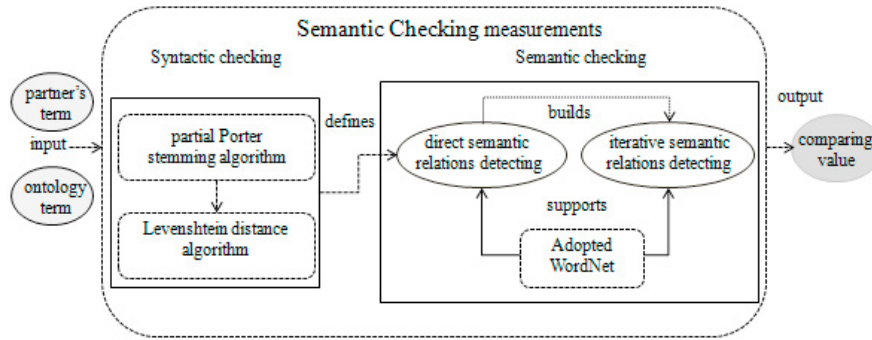 Semantic Checking measurements
Syntactic checking
Semantic checking
partner's
term
input
ontology
term
partial Porter
stemming algorithm
Levenshtein distance
algorithm
defines
direct semantic
relations detecting
builds
iterative semantic
relations detecting
supports
Adopted
WordNet
output
comparing
value